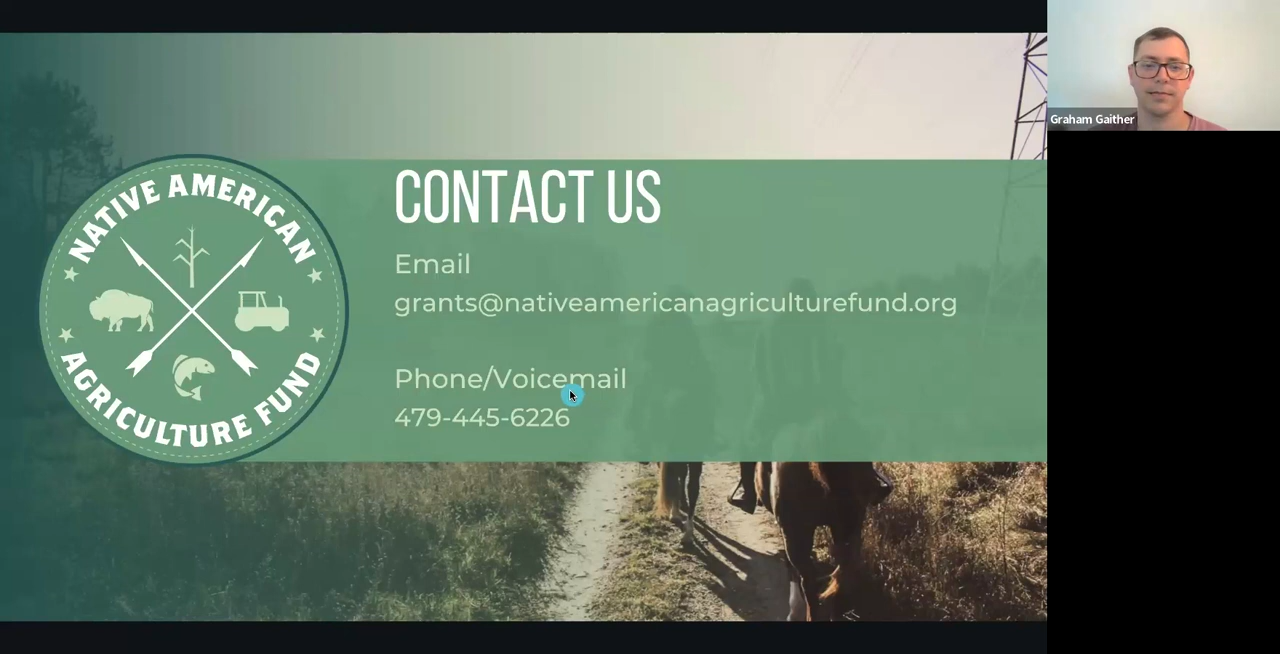 NATIVE AMERICAN
AGRICULTURE FUND
CONTACT US
Email
grants@nativeamericanagriculturefund.org
Phone/Voicemail
479-445-6226
Graham Gaither